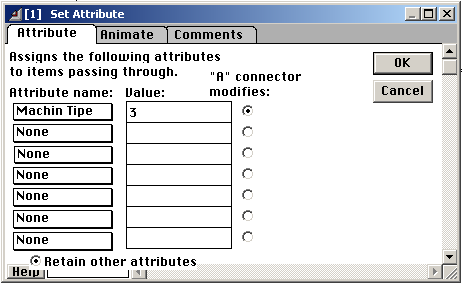 [1] Set Attribute
Attribute Animate Comments
Assigns the following attributes
to items passing through.
OK
"A" connector
modifies:
Cancel
Attribute name: Value:
Machin Tipe 3
None
None
None
None
None
None
Retain other attributes
Help